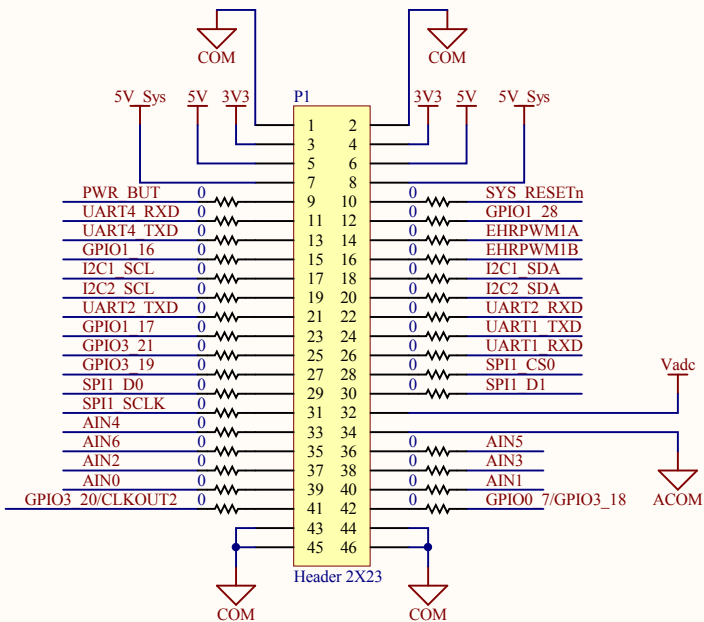 COM COM
5V_Sys 5V 3V3 P1 3V3 5V 5V_Sys
1 2
3 4
5 6
7 8
PWR_BUT 0 9 10 0 SYS_RESETn
UART4_RXD 0 11 12 0 GPIO1_28
UART4_TXD 0 13 14 0 EHRPWM1A
GPIO1_16 0 15 16 0 EHRPWM1B
I2C1_SCL 0 17 18 0 I2C1_SDA
I2C2_SCL 0 19 20 0 I2C2_SDA
UART2_TXD 0 21 22 0 UART2_RXD
GPIO1_17 0 23 24 0 UART1_TXD
GPIO3_21 0 25 26 0 UART1_RXD
GPIO3_19 0 27 28 0 SPI1_CS0 Vadc
SPI1_D0 0 29 30 0 SPI1_D1
SPI1_SCLK 0 31 32
AIN4 0 33 34
AIN6 0 35 36 0 AIN5
AIN2 0 37 38 0 AIN3
AIN0 0 39 40 0 AIN1
GPIO3_20/CLKOUT2 0 41 42 0 GPIO0_7/GPIO3_18 ACOM
43 44
45 46
Header 2X23
COM COM